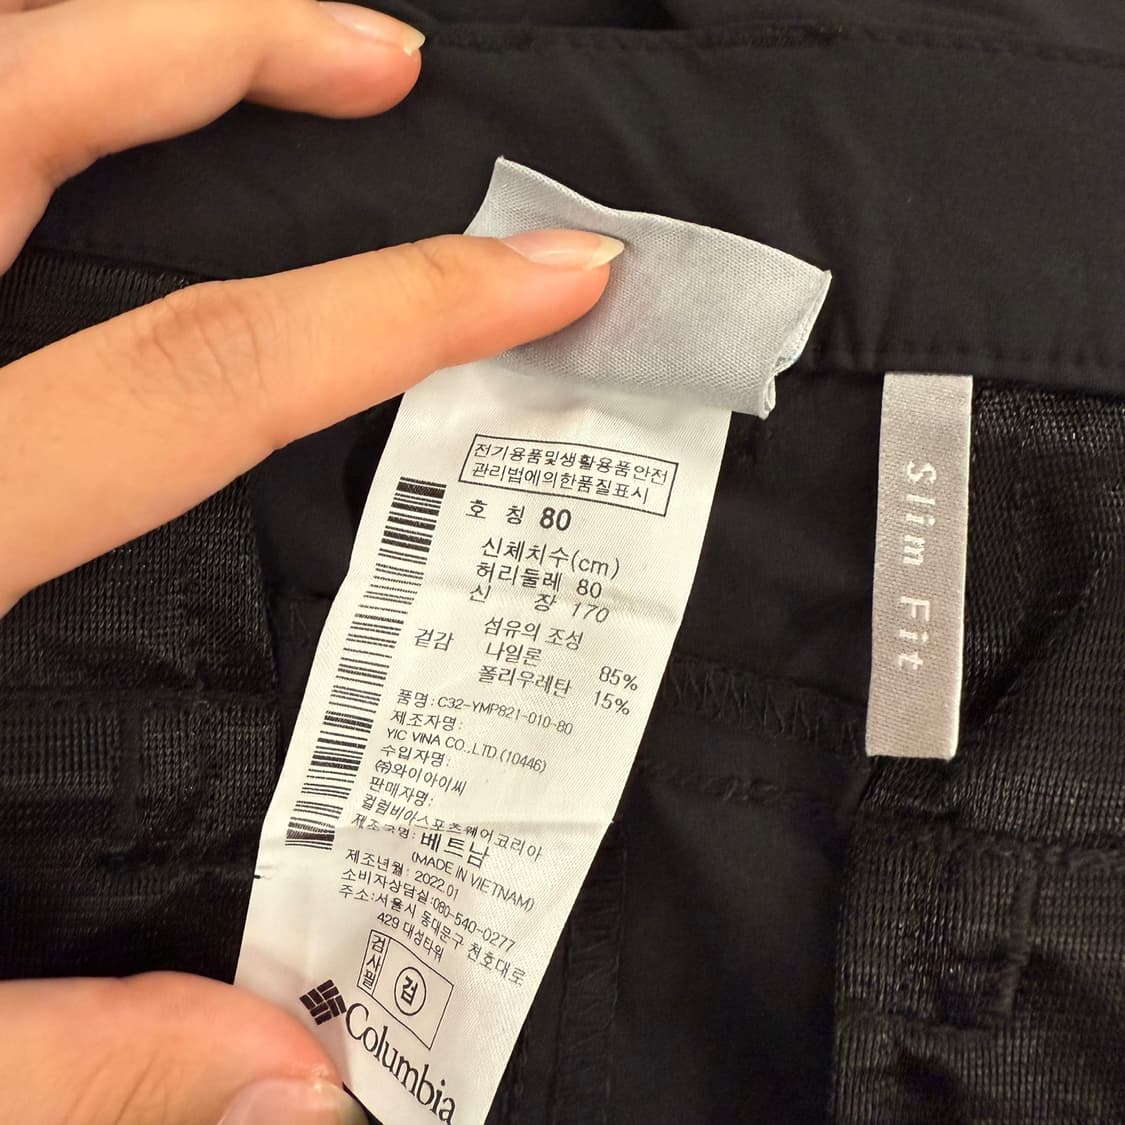 전기용품및생활용품안전
관리법에의한품질표시
호 칭 80
신체치수(cm)
허리둘레 80
신 장 170
섬유의 조성
겉감 나일론 85%
폴리우레탄 15%
품명: C32-YMP821-010-80
제조자명:
YIC VINA CO.,LTD (10446)
수입자명:
㈜와이아이씨
판매자명:
컬럼비아스포츠웨어코리아
제조국명: 베트남
(MADE IN VIETNAM)
제조년월: 2022.01
소비자상담실:080-540-0277
주소:서울시 동대문구 천호대로
429 대성타워
검사필 검
Columbia
Slim Fit